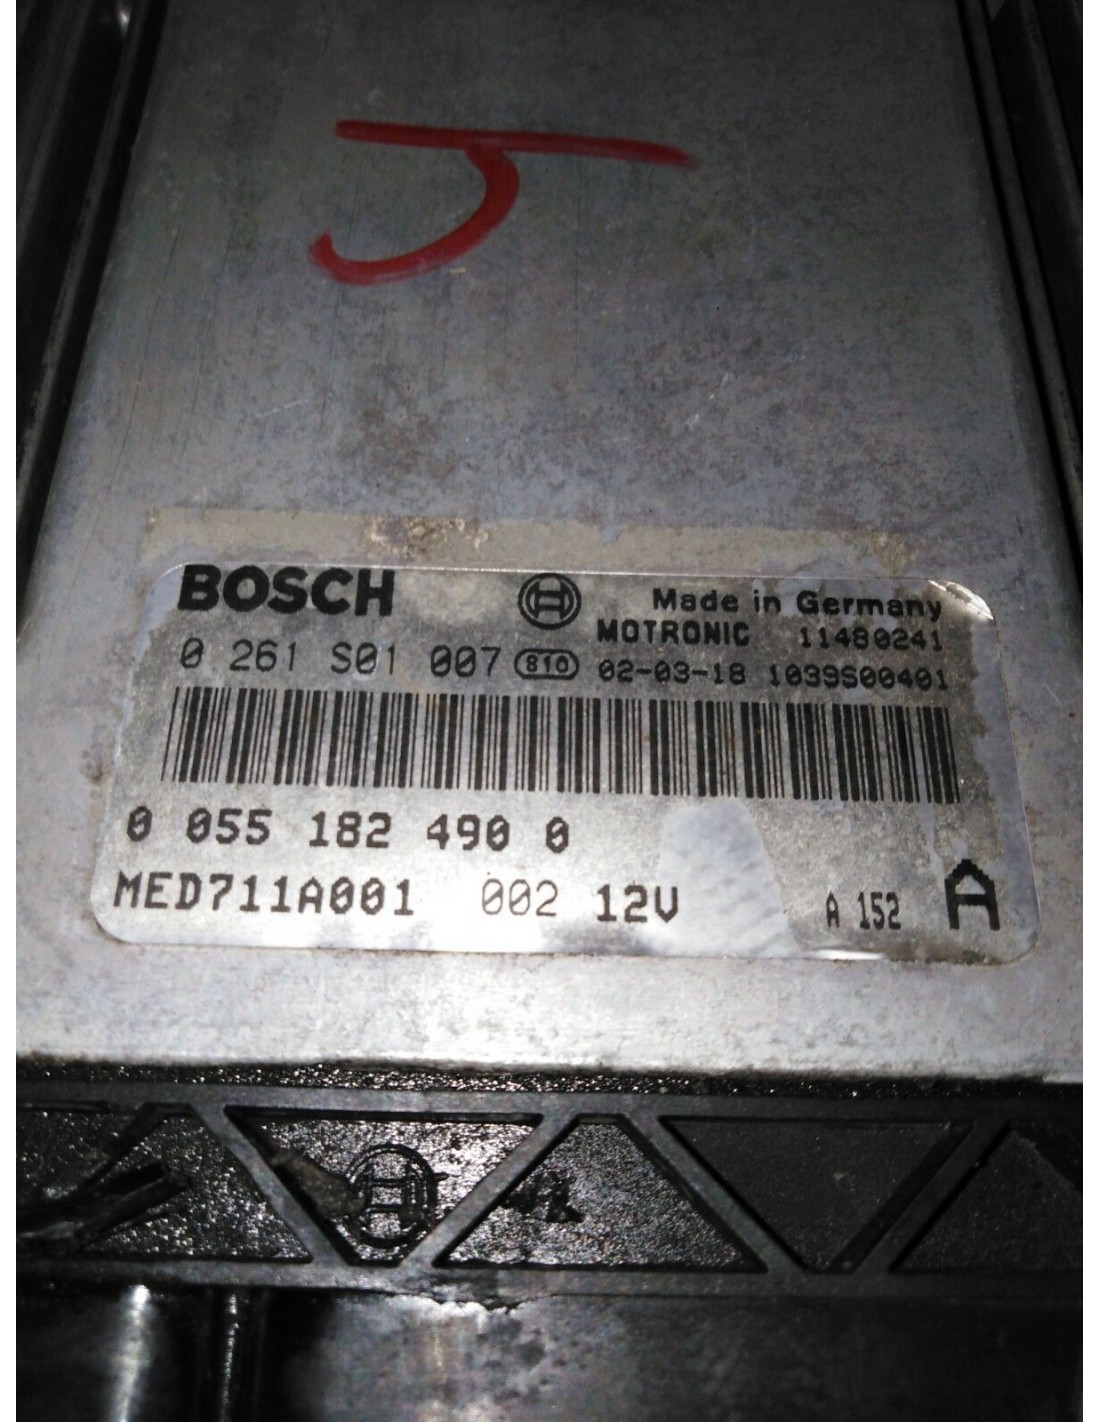 BOSCH
Made in Germany
MOTRONIC 11480241
0 261 S01 007 810 02-03-18 1039S00401
0 055 182 490 0
MED711A001 002 12V A 152 A